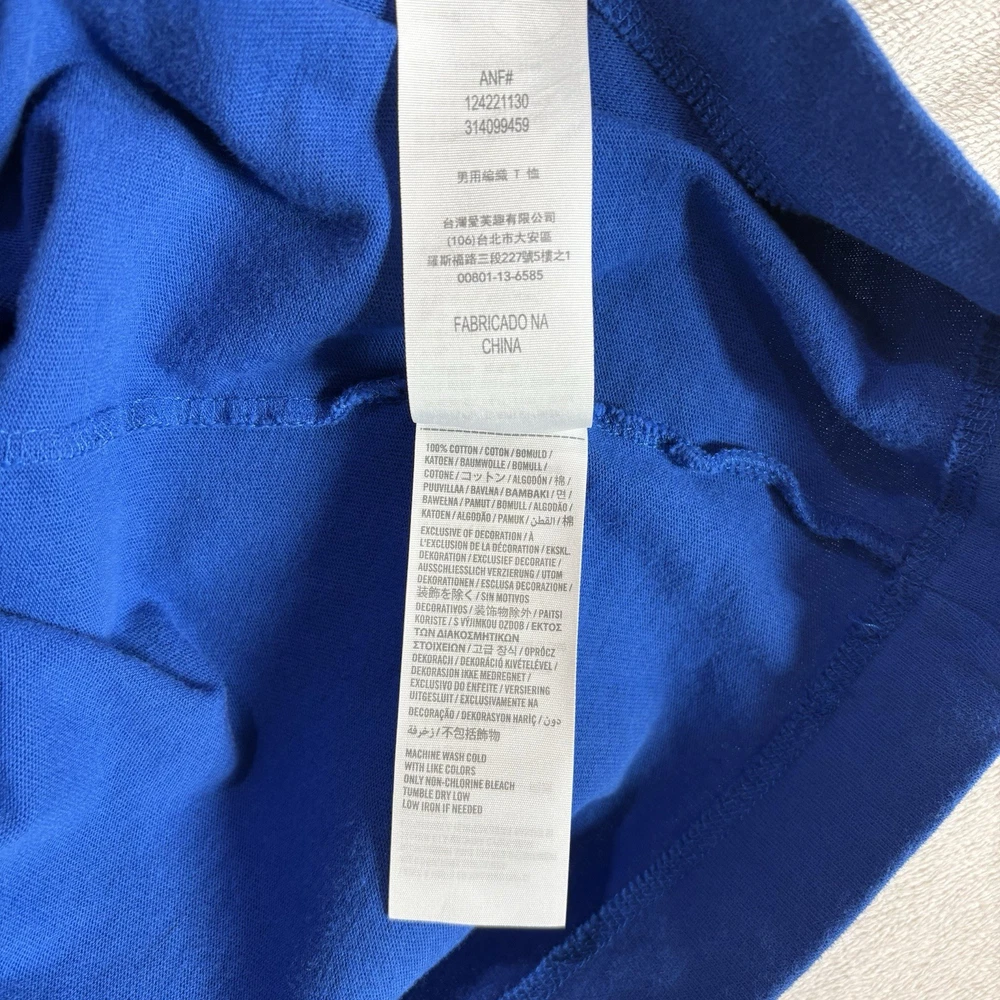 ANF#
124221130
314099459
男用編織 T 恤
台灣愛芙趣有限公司
(106)台北市大安區
羅斯福路三段227號5樓之1
00801-13-6585
FABRICADO NA
CHINA
100% COTTON / COTON / BOMULD /
KATOEN / BAUMWOLLE / BOMULL /
COTONE / コットン / ALGODÓN / 棉 /
PUUVILLAA / BAVLNA / ΒΑΜΒΑΚΙ / 면 /
BAWEŁNA / PAMUT / BOMULL / ALGODÃO /
KATOEN / ALGODÃO / PAMUK / القطن / 棉
EXCLUSIVE OF DECORATION / À
L'EXCLUSION DE LA DÉCORATION / EKSKL.
DEKORATION / EXCLUSIEF DECORATIE /
AUSSCHLIESSLICH VERZIERUNG / UTOM
DEKORATIONEN / ESCLUSA DECORAZIONE /
装飾を除く / SIN MOTIVOS
DECORATIVOS / 装饰物除外 / PAITSI
KORISTE / S VÝJIMKOU OZDOB / ΕΚΤΟΣ
ΤΩΝ ΔΙΑΚΟΣΜΗΤΙΚΩΝ
ΣΤΟΙΧΕΙΩΝ / 고급 장식 / OPRÓCZ
DEKORACJI / DEKORÁCIÓ KIVÉTELÉVEL /
DEKORASJON IKKE MEDREGNET /
EXCLUSIVO DO ENFEITE / VERSIERING
UITGESLUIT / EXCLUSIVAMENTE NA
DECORAÇÃO / DEKORASYON HARİÇ / دون
زخرفة / 不包括飾物
MACHINE WASH COLD
WITH LIKE COLORS
ONLY NON-CHLORINE BLEACH
TUMBLE DRY LOW
LOW IRON IF NEEDED